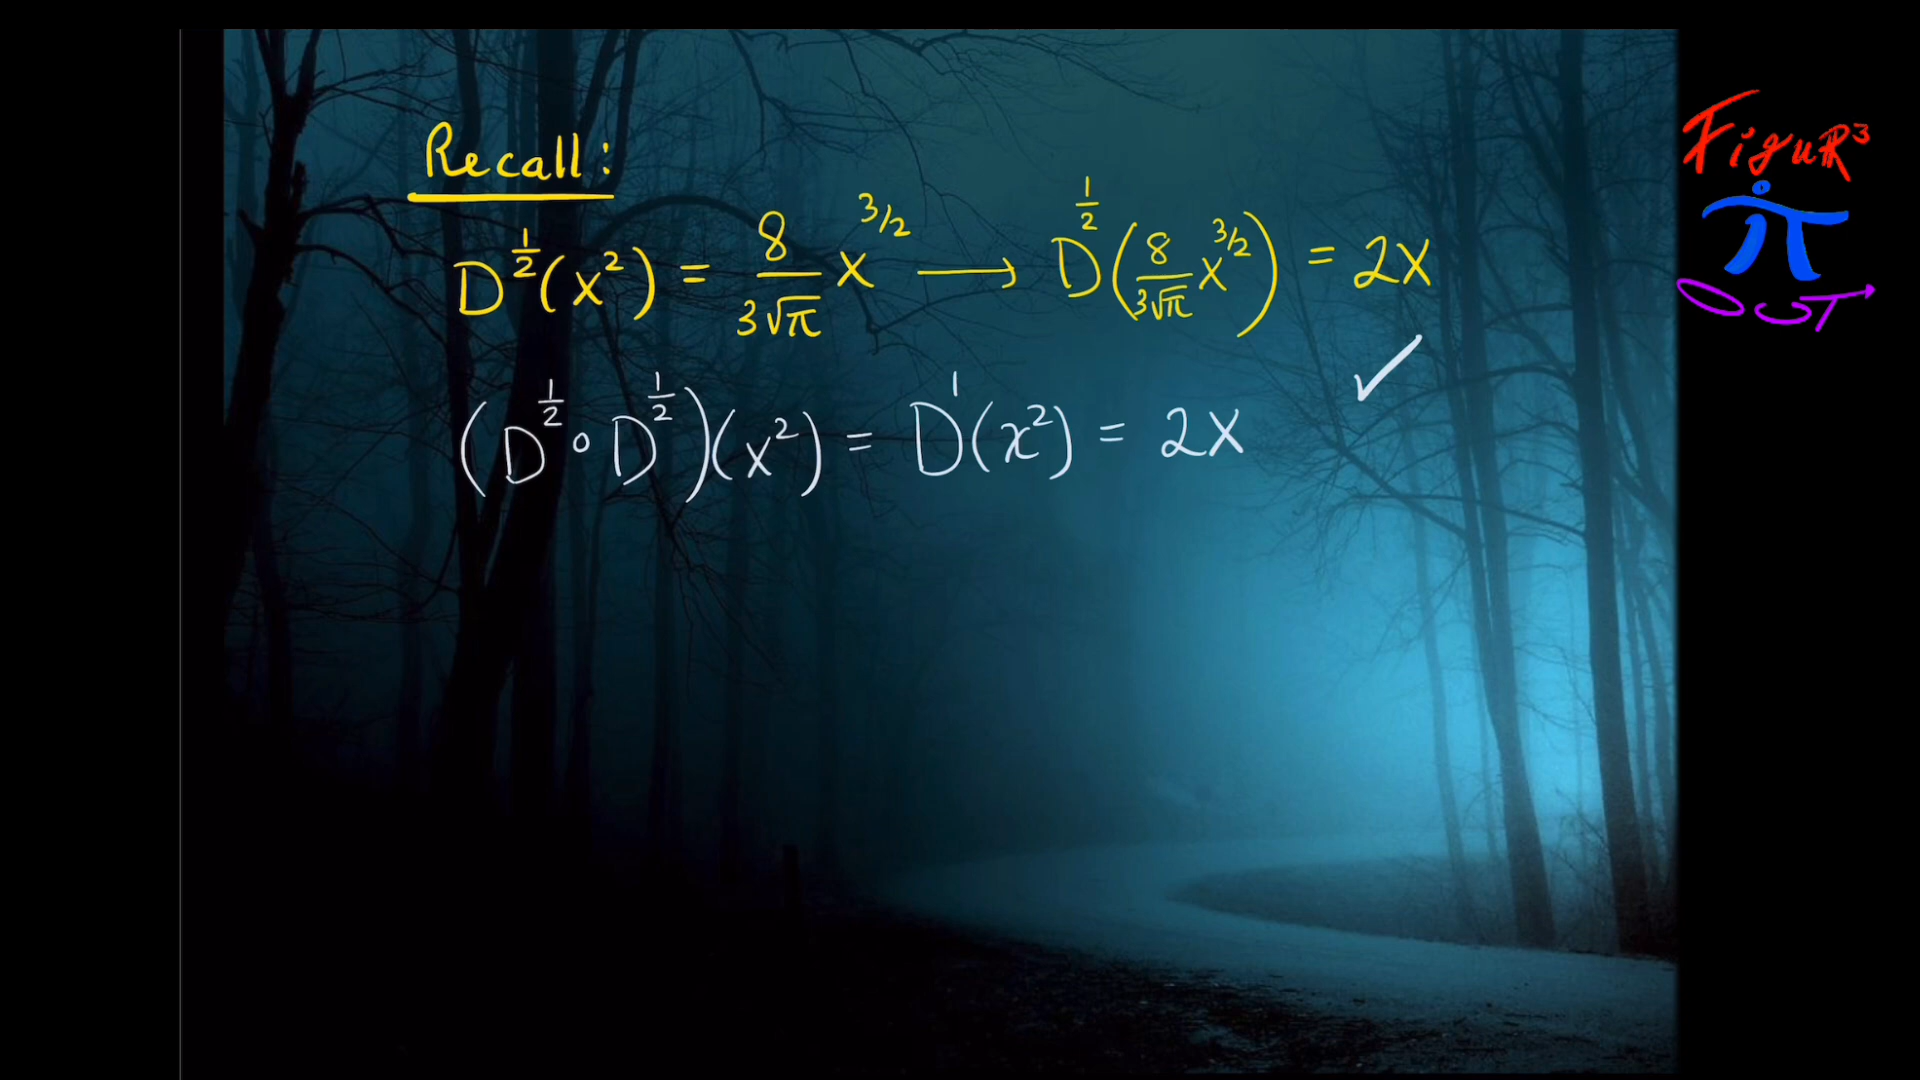 Recall:
D^{1/2}(x²) = 8/(3√π) x^{3/2} ⟶ D^{1/2}(8/(3√π) x^{3/2}) = 2x
(D^{1/2} ∘ D^{1/2})(x²) = D¹(x²) = 2x ✓
Figuℝ³
π
OUT